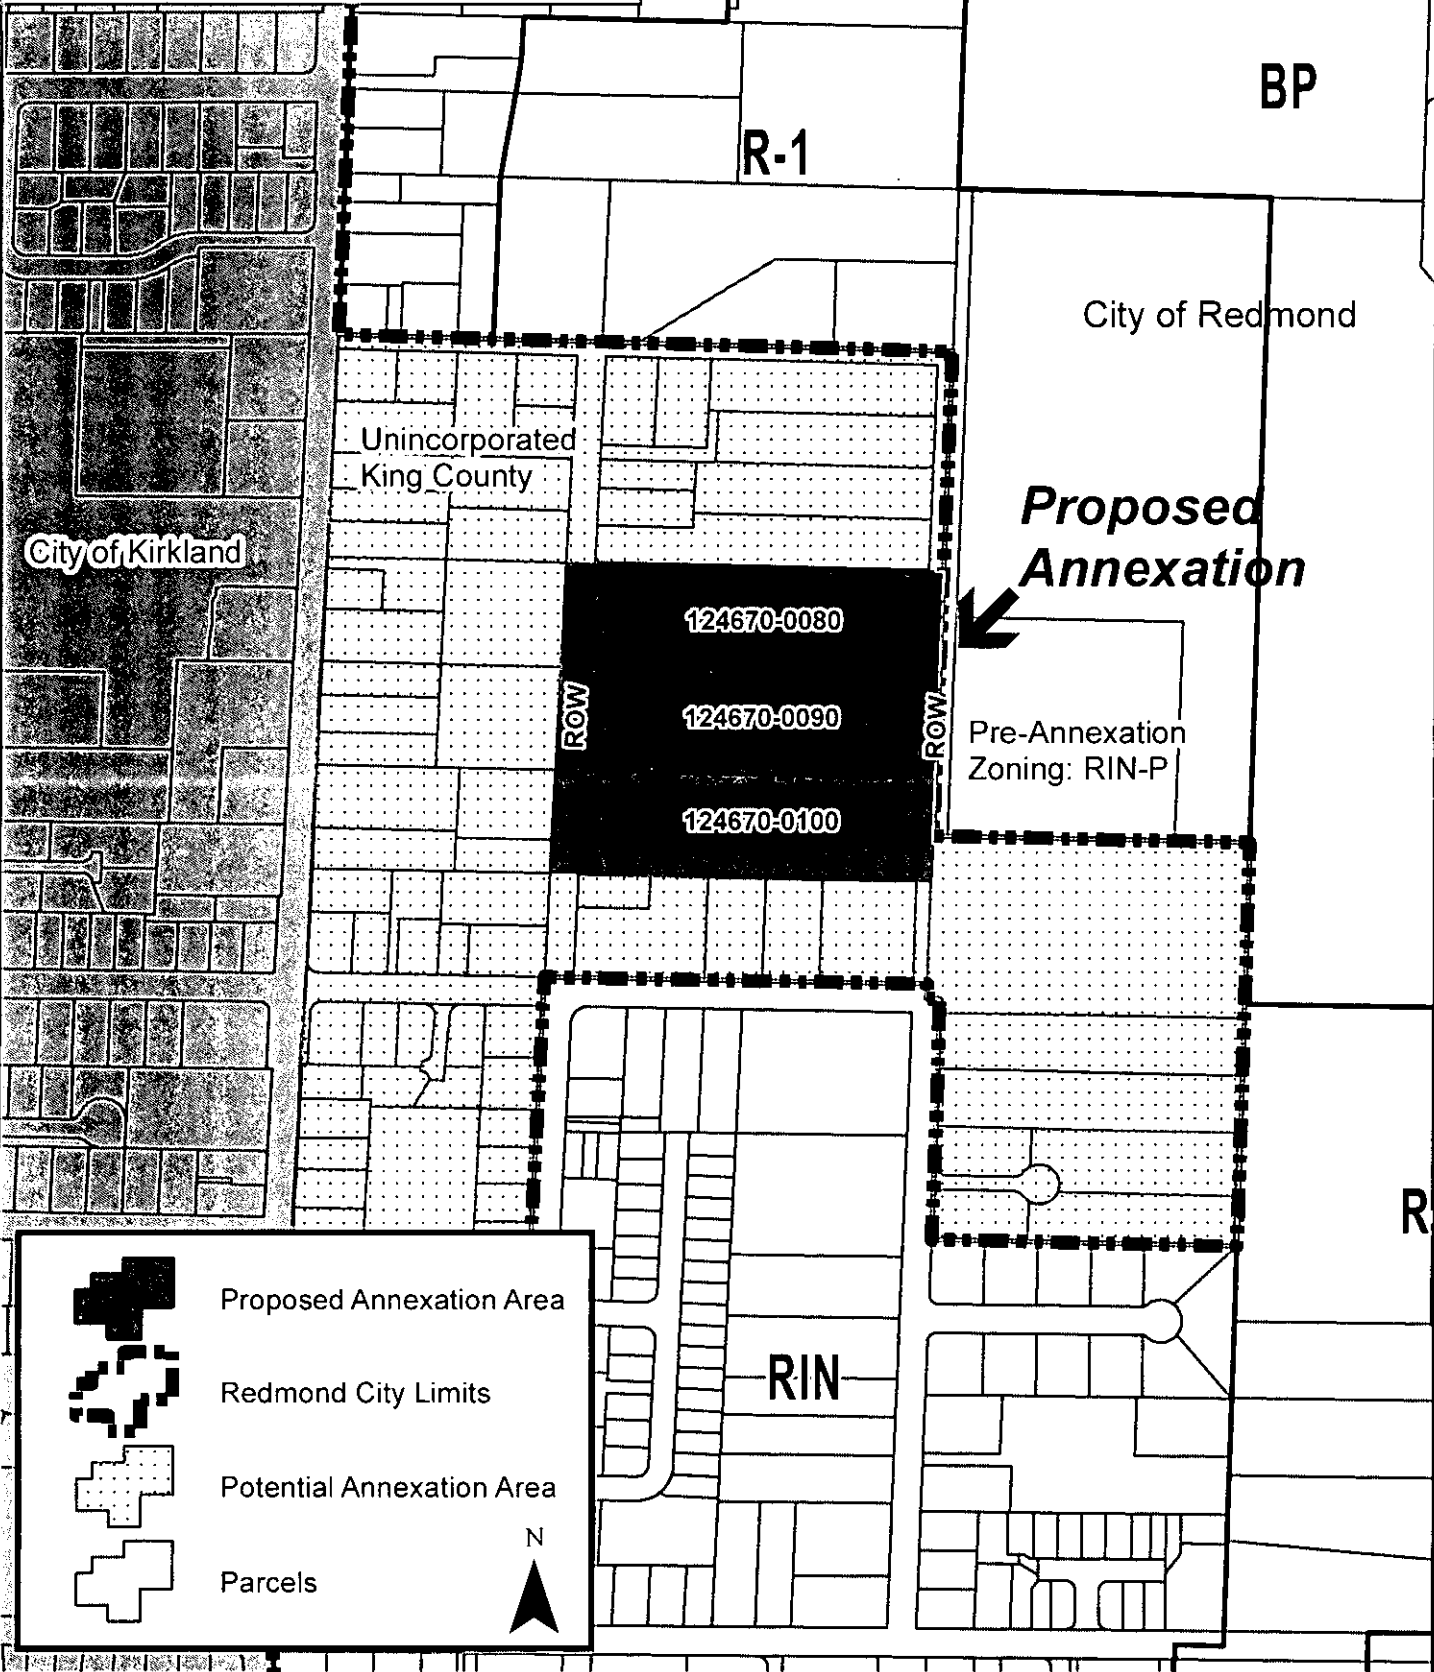 BP
R-1
City of Redmond
Unincorporated
King County
Proposed
Annexation
City of Kirkland
124670-0080
ROW
124670-0090
ROW
Pre-Annexation
Zoning: RIN-P
124670-0100
R
RIN
Proposed Annexation Area
Redmond City Limits
Potential Annexation Area
N
Parcels